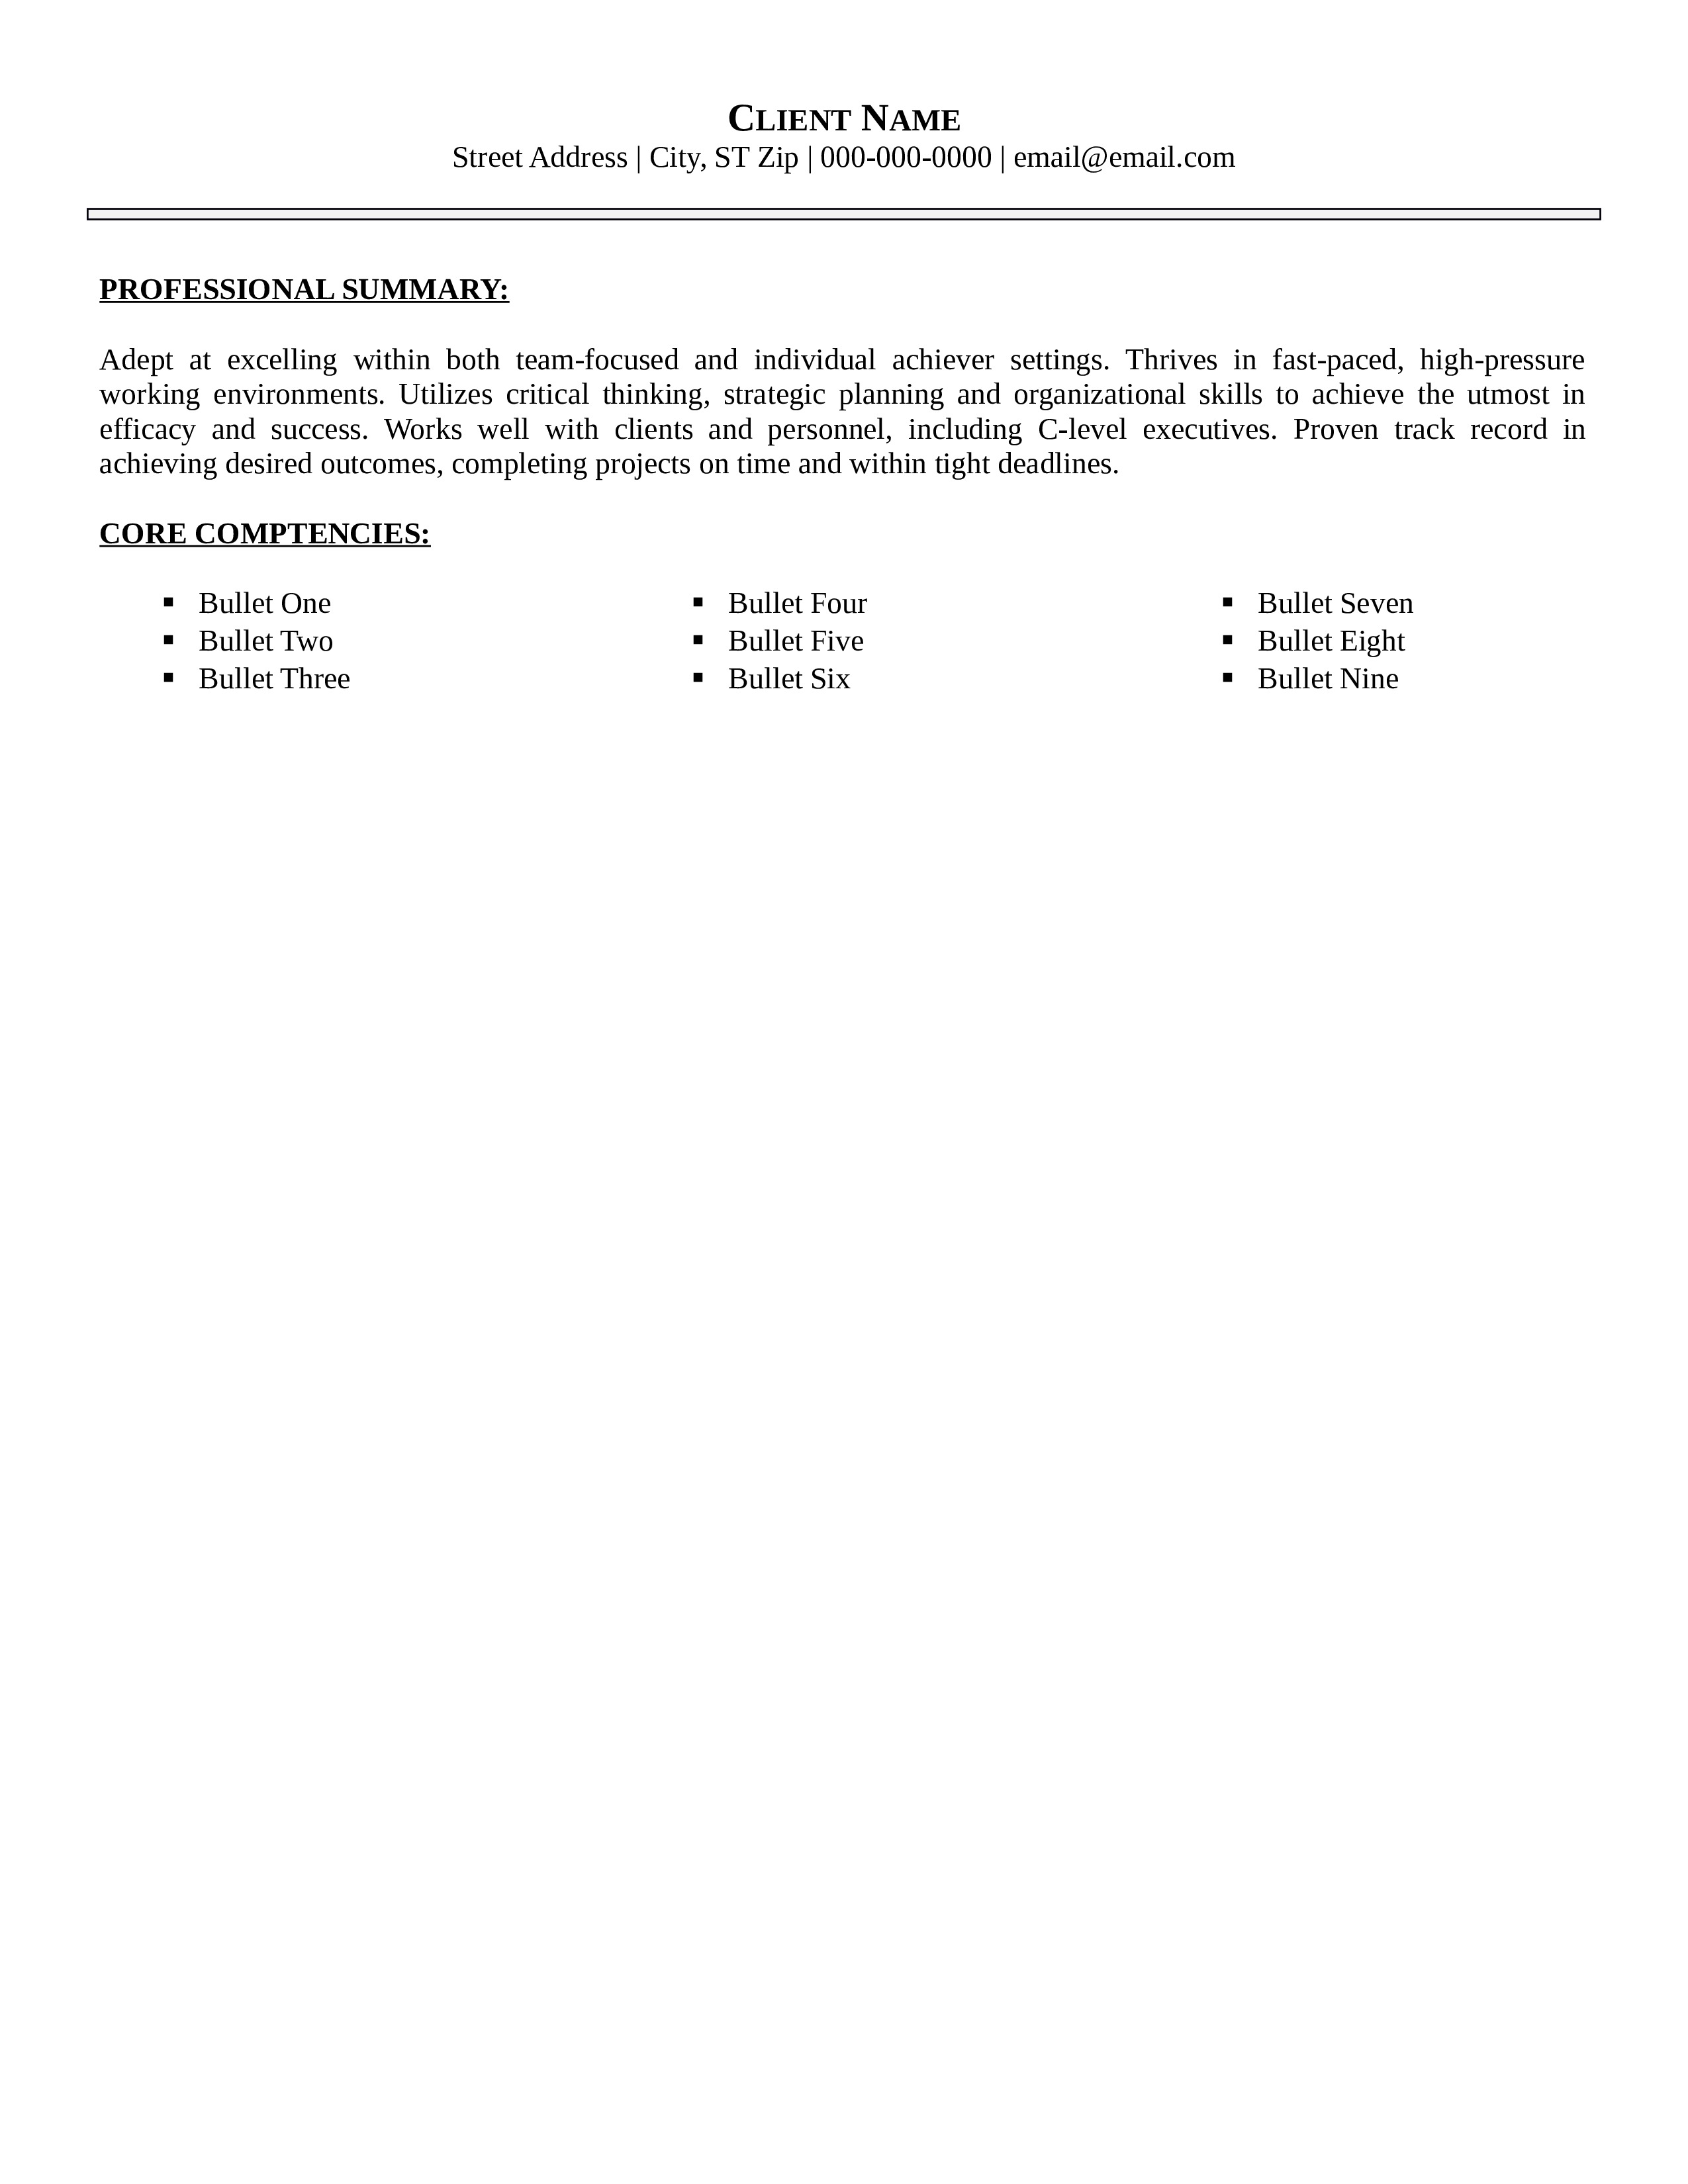 CLIENT NAME
Street Address | City, ST Zip | 000-000-0000 | email@email.com
PROFESSIONAL SUMMARY:
Adept at excelling within both team-focused and individual achiever settings. Thrives in fast-paced, high-pressure
working environments. Utilizes critical thinking, strategic planning and organizational skills to achieve the utmost in
efficacy and success. Works well with clients and personnel, including C-level executives. Proven track record in
achieving desired outcomes, completing projects on time and within tight deadlines.
CORE COMPTENCIES:
▪ Bullet One
▪ Bullet Two
▪ Bullet Three
▪ Bullet Four
▪ Bullet Five
▪ Bullet Six
▪ Bullet Seven
▪ Bullet Eight
▪ Bullet Nine